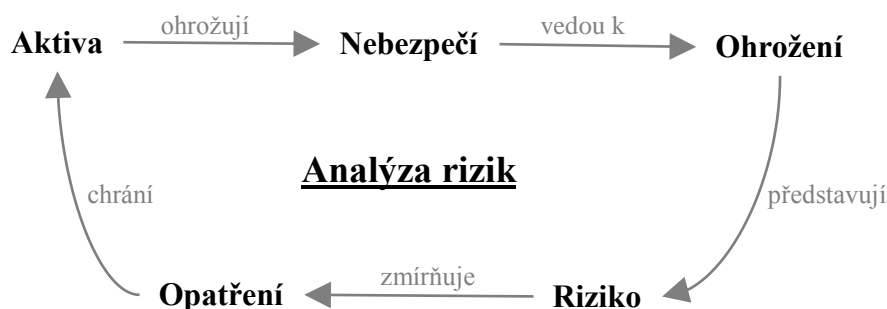 Aktiva
ohrožují
Nebezpečí
vedou k
Ohrožení
Analýza rizik
chrání
představují
Opatření
zmírňuje
Riziko